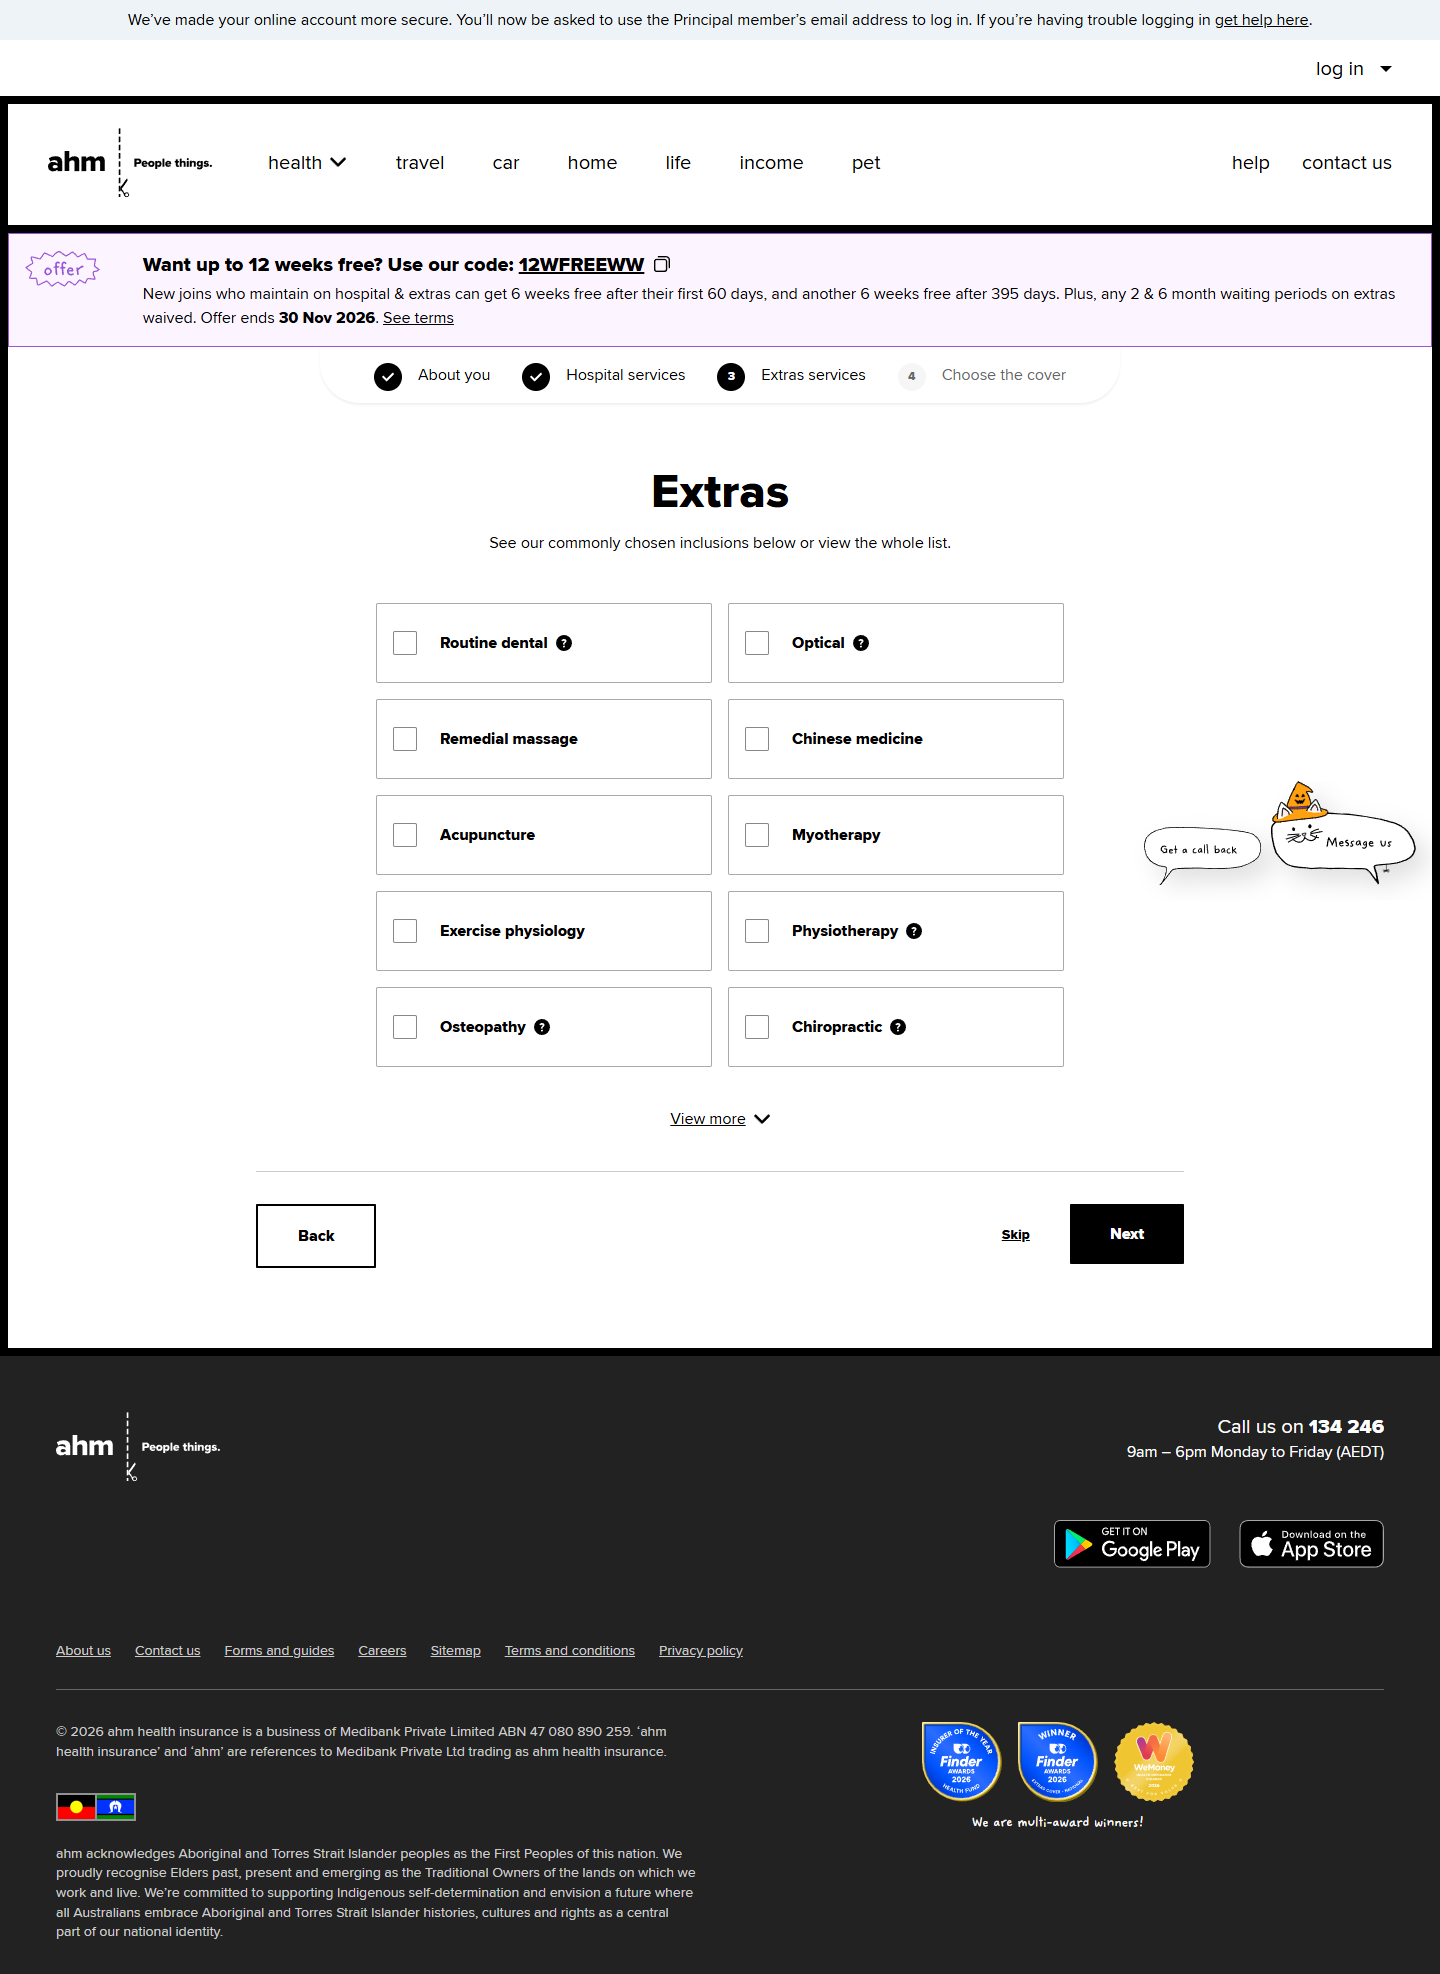 We've made your online account more secure. You'll now be asked to use the Principal member's email address to log in. If you're having trouble logging in get help here.
log in
ahm People things.
health travel car home life income pet help contact us
offer
Want up to 12 weeks free? Use our code: 12WFREEWW
New joins who maintain on hospital & extras can get 6 weeks free after their first 60 days, and another 6 weeks free after 395 days. Plus, any 2 & 6 month waiting periods on extras
waived. Offer ends 30 Nov 2026. See terms
About you Hospital services 3 Extras services 4 Choose the cover
Extras
See our commonly chosen inclusions below or view the whole list.
Routine dental ? Optical ?
Remedial massage Chinese medicine
Acupuncture Myotherapy
Get a call back Message us
Exercise physiology Physiotherapy ?
Osteopathy ? Chiropractic ?
View more
Back Skip Next
ahm People things.
Call us on 134 246
9am – 6pm Monday to Friday (AEDT)
GET IT ON
Google Play
Download on the
App Store
About us Contact us Forms and guides Careers Sitemap Terms and conditions Privacy policy
© 2026 ahm health insurance is a business of Medibank Private Limited ABN 47 080 890 259. 'ahm
health insurance' and 'ahm' are references to Medibank Private Ltd trading as ahm health insurance.
INSURER OF THE YEAR
Finder
AWARDS
2026
HEALTH FUND
WINNER
Finder
AWARDS
2026
WeMoney
We are multi-award winners!
ahm acknowledges Aboriginal and Torres Strait Islander peoples as the First Peoples of this nation. We
proudly recognise Elders past, present and emerging as the Traditional Owners of the lands on which we
work and live. We're committed to supporting Indigenous self-determination and envision a future where
all Australians embrace Aboriginal and Torres Strait Islander histories, cultures and rights as a central
part of our national identity.